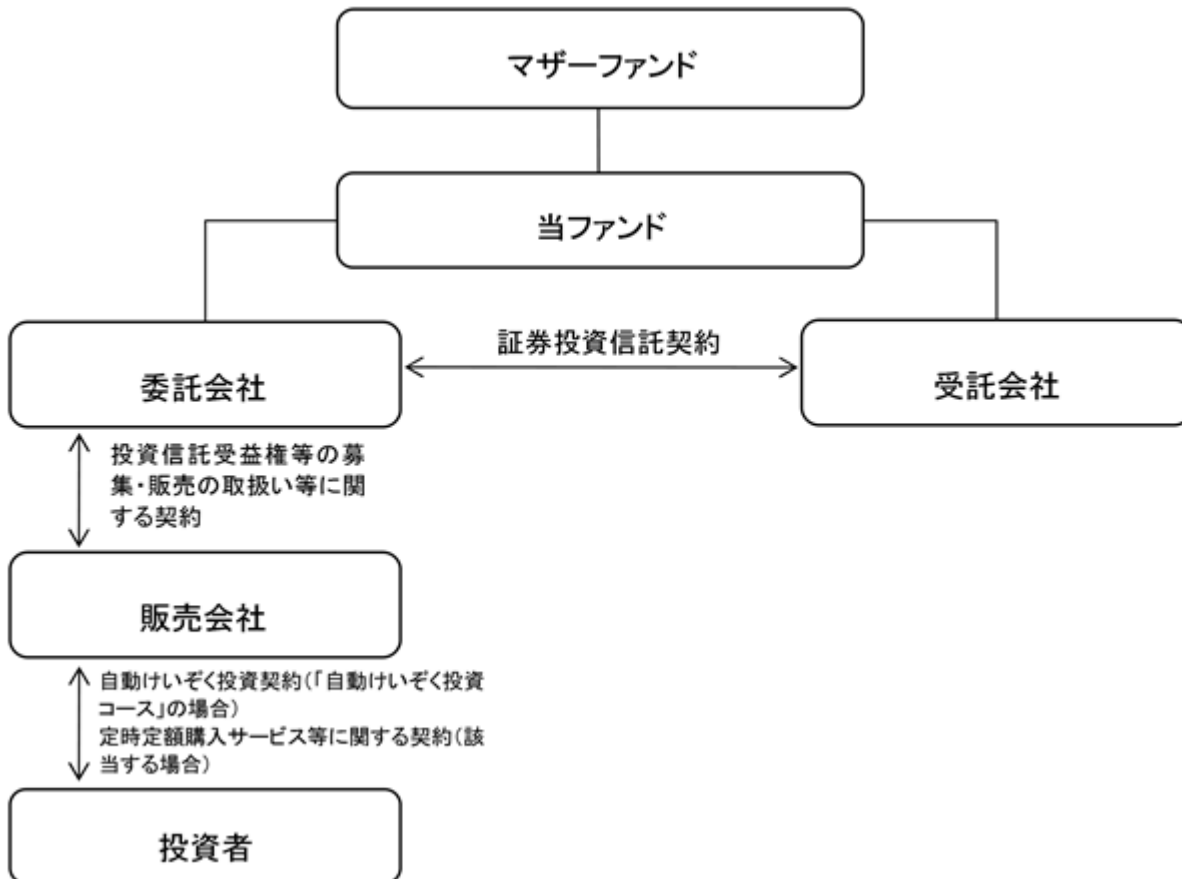 マザーファンド
当ファンド
証券投資信託契約
委託会社
受託会社
投資信託受益権等の募
集・販売の取扱い等に関
する契約
販売会社
自動けいぞく投資契約(「自動けいぞく投資
コース」の場合)
定時定額購入サービス等に関する契約(該
当する場合)
投資者